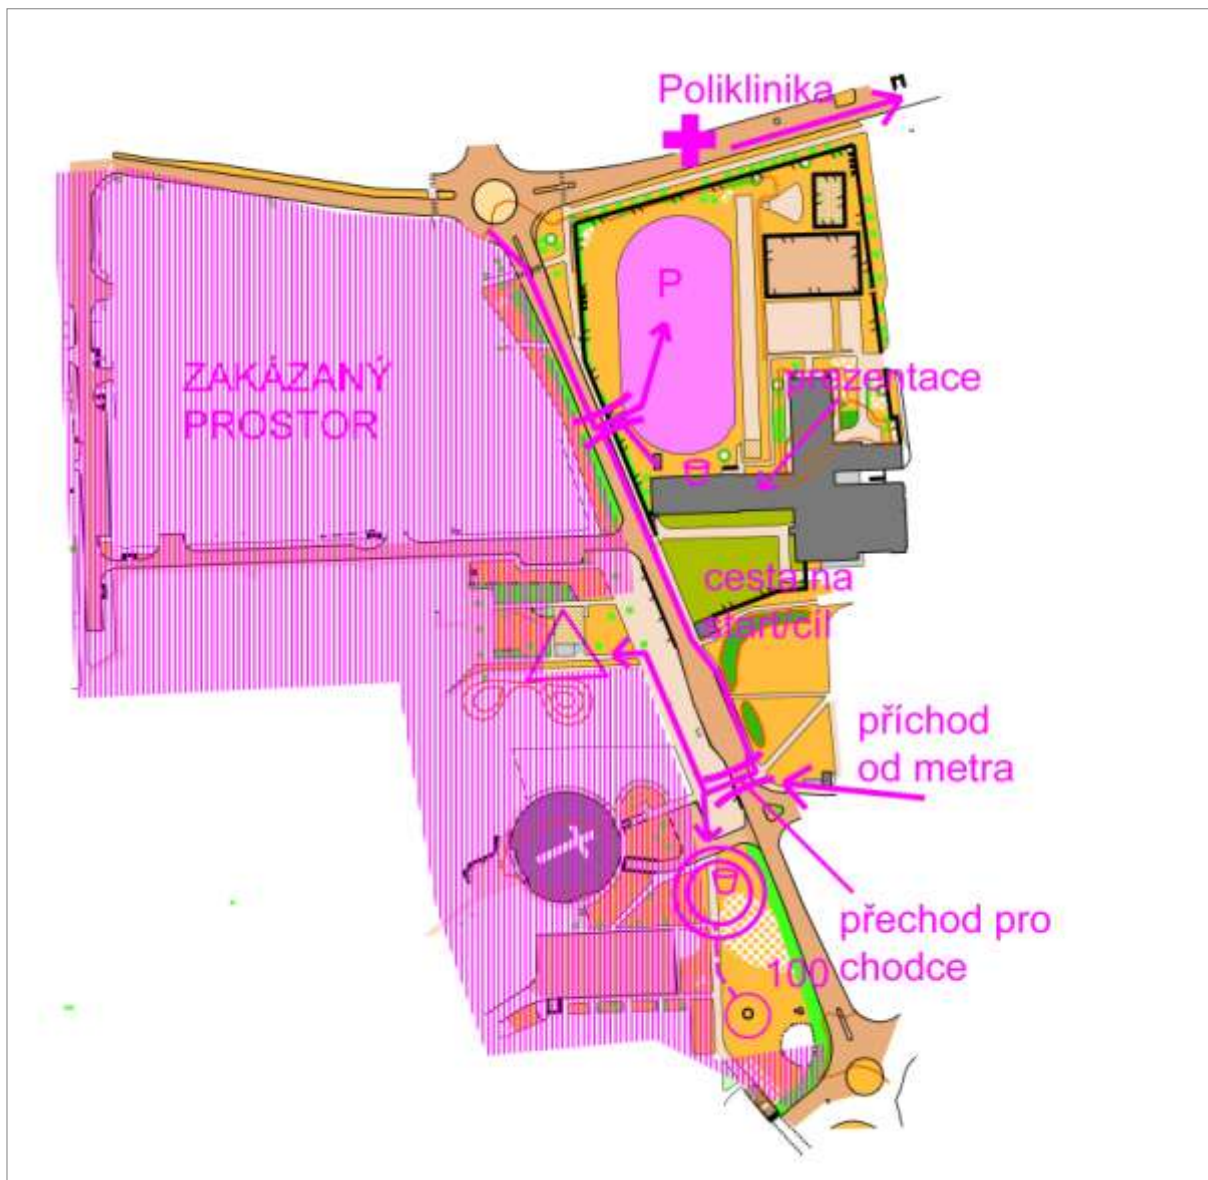 Poliklinika
P
ZAKÁZANÝ
PROSTOR
prezentace
cesta na
start/cíl
příchod
od metra
přechod pro
chodce
100